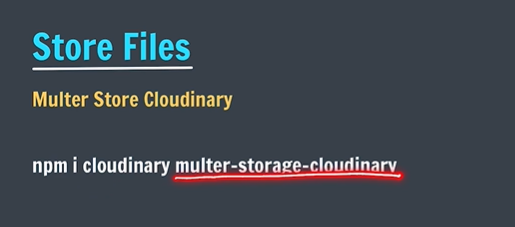 Store Files
Multer Store Cloudinary
npm i cloudinary multer-storage-cloudinary